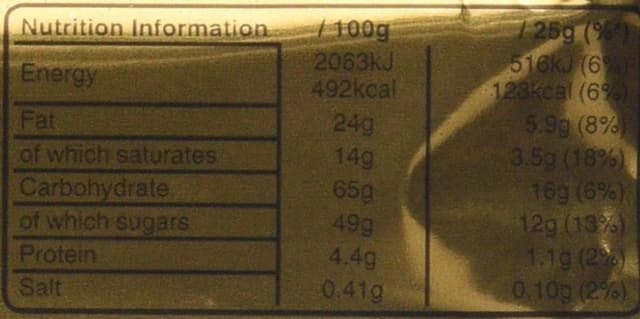 Nutrition Information / 100g / 25g (%*)
Energy 2063kJ 516kJ (6%)
492kcal 123kcal (6%)
Fat 24g 5.9g (8%)
of which saturates 14g 3.5g (18%)
Carbohydrate 65g 16g (6%)
of which sugars 49g 12g (13%)
Protein 4.4g 1.1g (2%)
Salt 0.41g 0.10g (2%)